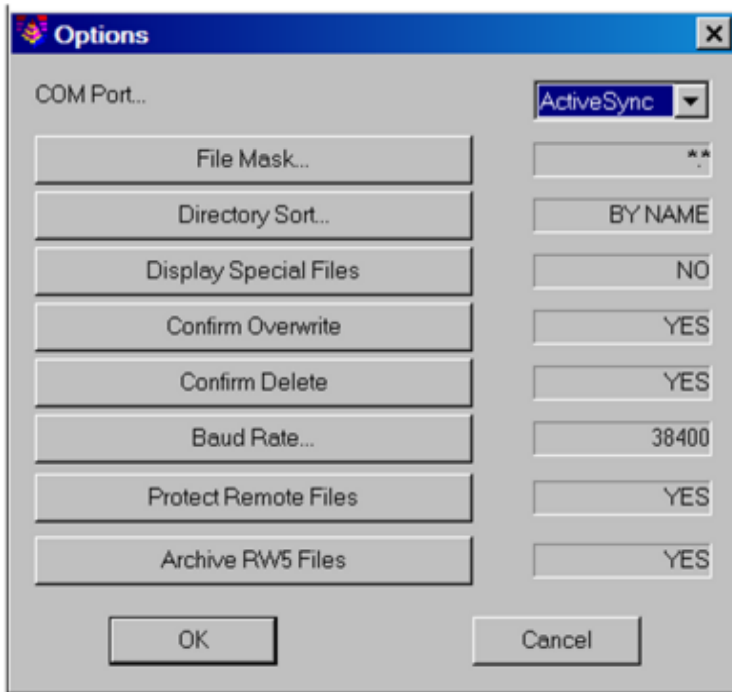 Options
COM Port... ActiveSync
File Mask... *.*
Directory Sort... BY NAME
Display Special Files NO
Confirm Overwrite YES
Confirm Delete YES
Baud Rate... 38400
Protect Remote Files YES
Archive RW5 Files YES
OK Cancel